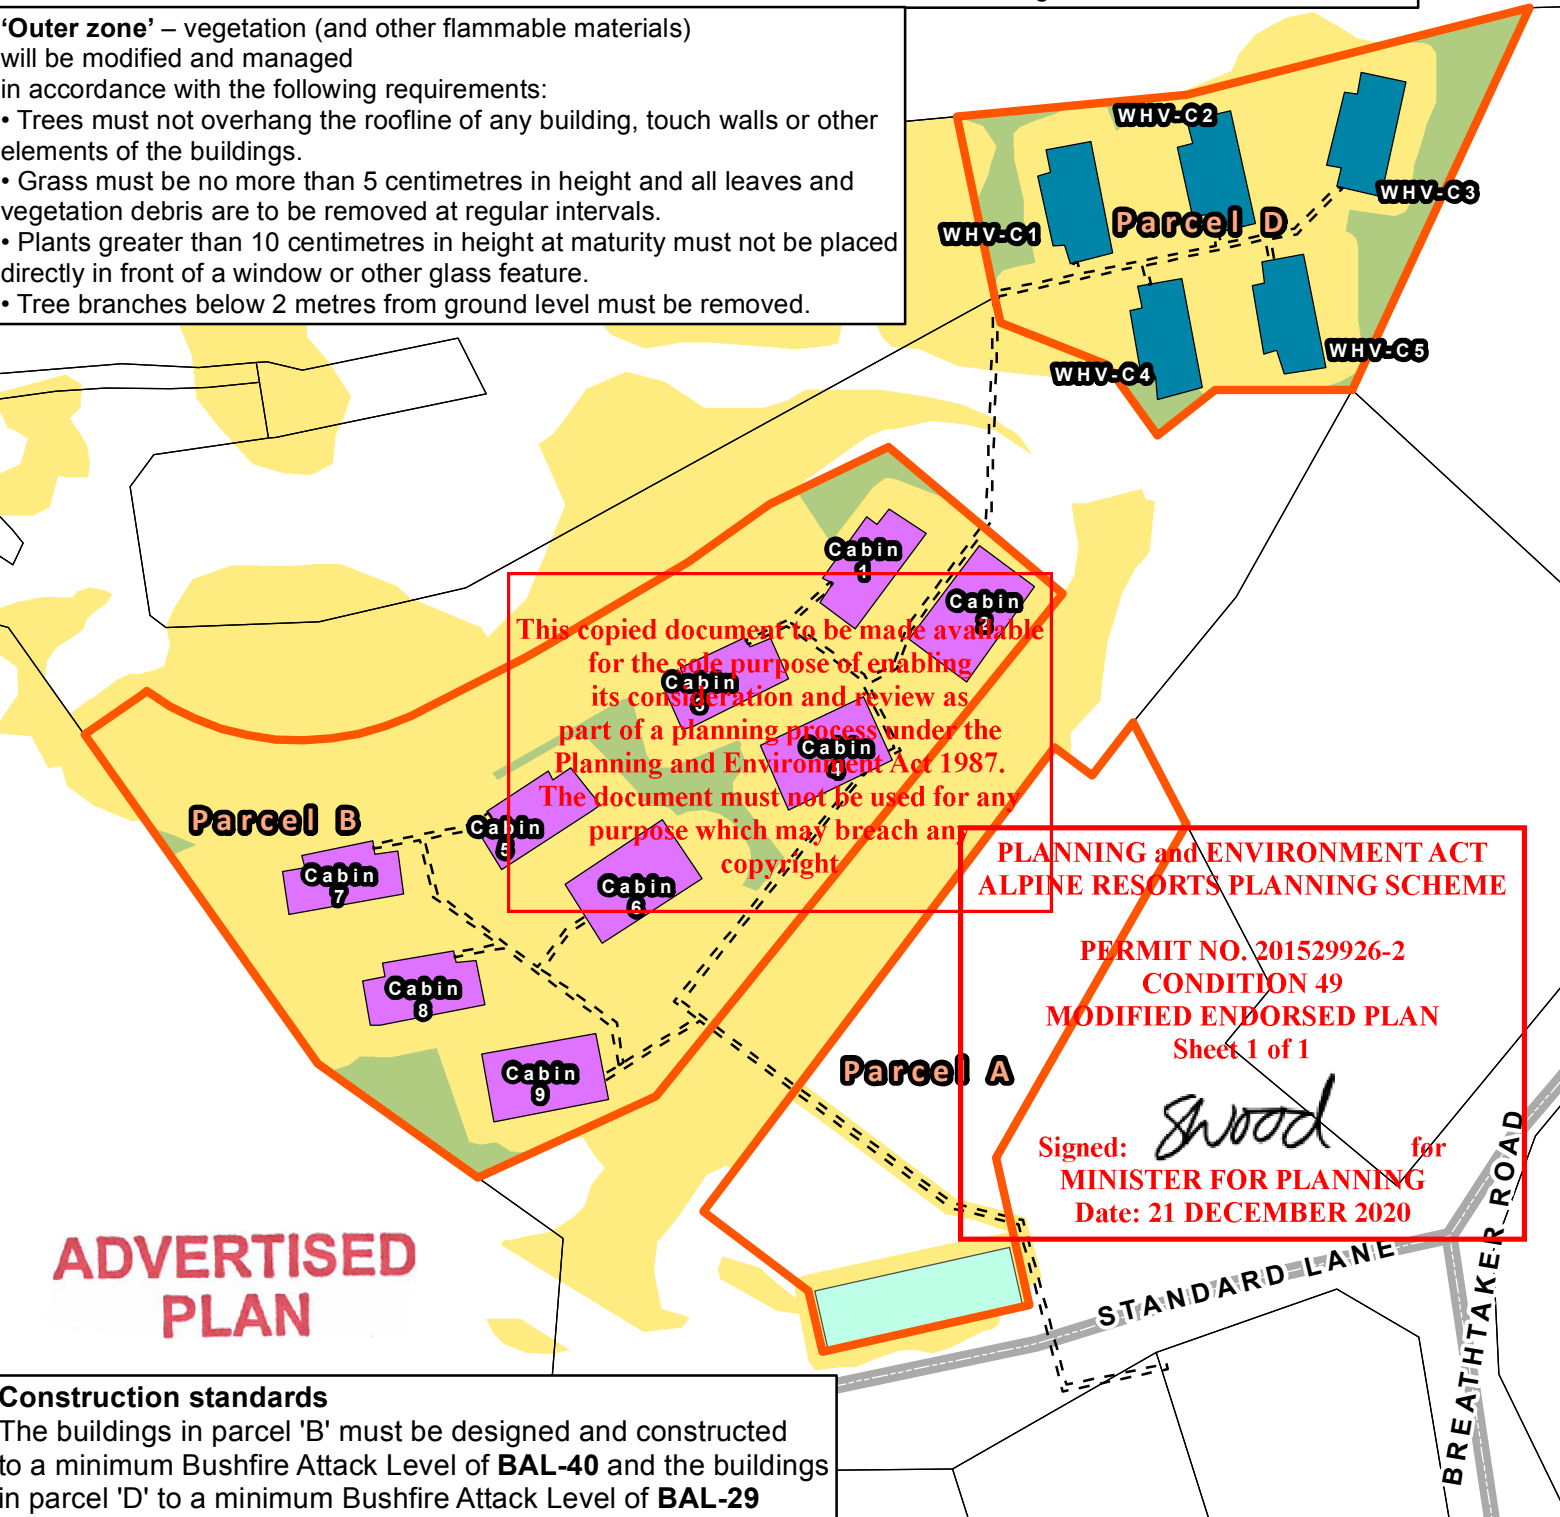 ‘Outer zone’ – vegetation (and other flammable materials)
will be modified and managed
in accordance with the following requirements:
• Trees must not overhang the roofline of any building, touch walls or other
elements of the buildings.
• Grass must be no more than 5 centimetres in height and all leaves and
vegetation debris are to be removed at regular intervals.
• Plants greater than 10 centimetres in height at maturity must not be placed
directly in front of a window or other glass feature.
• Tree branches below 2 metres from ground level must be removed.
WHV-C2
WHV-C3
WHV-C1
Parcel D
WHV-C5
WHV-C4
Cabin
1
Cabin
2
Cabin
3
Cabin
4
Cabin
5
Cabin
6
Cabin
7
Cabin
8
Cabin
9
Parcel B
Parcel A
This copied document to be made available
for the sole purpose of enabling
its consideration and review as
part of a planning process under the
Planning and Environment Act 1987.
The document must not be used for any
purpose which may breach any
copyright
PLANNING and ENVIRONMENT ACT
ALPINE RESORTS PLANNING SCHEME
PERMIT NO. 201529926-2
CONDITION 49
MODIFIED ENDORSED PLAN
Sheet 1 of 1
Signed: Swood for
MINISTER FOR PLANNING
Date: 21 DECEMBER 2020
STANDARD LANE
BREATHTAKER ROAD
ADVERTISED
PLAN
Construction standards
The buildings in parcel 'B' must be designed and constructed
to a minimum Bushfire Attack Level of BAL-40 and the buildings
in parcel 'D' to a minimum Bushfire Attack Level of BAL-29